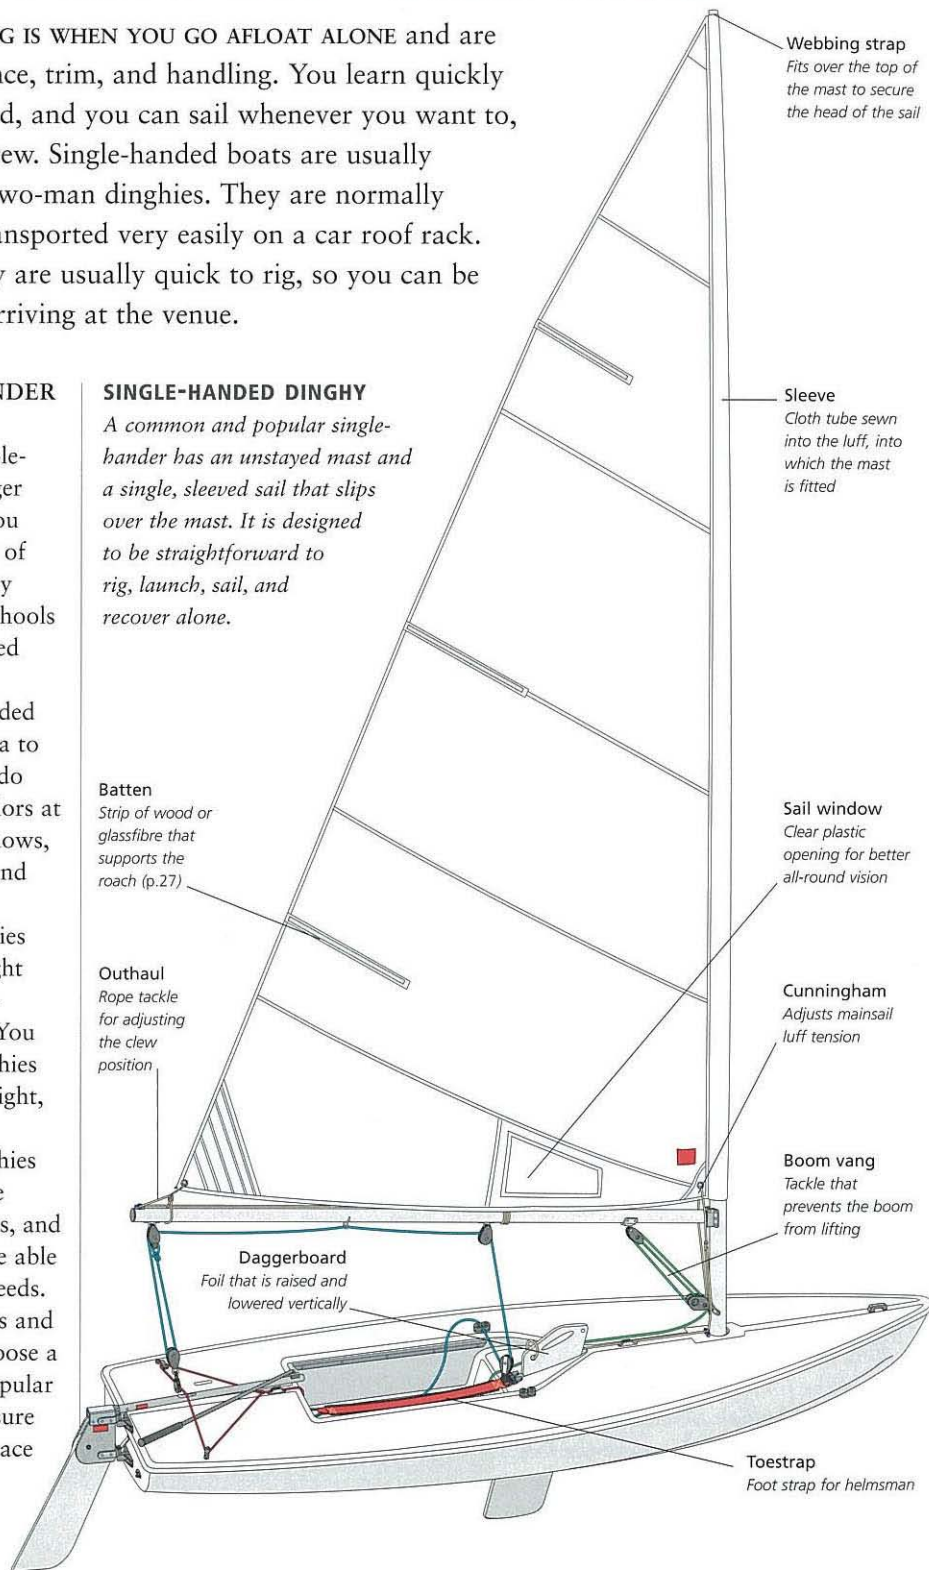 G IS WHEN YOU GO AFLOAT ALONE and are
nce, trim, and handling. You learn quickly
d, and you can sail whenever you want to,
ew. Single-handed boats are usually
wo-man dinghies. They are normally
ansported very easily on a car roof rack.
y are usually quick to rig, so you can be
rriving at the venue.
NDER
le-
ger
ou
of
y
hools
ed
ded
a to
do
ors at
lows,
nd
ies
ght
You
hies
ight,
hies
e
s, and
e able
eeds.
s and
oose a
pular
sure
ace
SINGLE-HANDED DINGHY
A common and popular single-
hander has an unstayed mast and
a single, sleeved sail that slips
over the mast. It is designed
to be straightforward to
rig, launch, sail, and
recover alone.
Webbing strap
Fits over the top of
the mast to secure
the head of the sail
Sleeve
Cloth tube sewn
into the luff, into
which the mast
is fitted
Batten
Strip of wood or
glassfibre that
supports the
roach (p.27)
Sail window
Clear plastic
opening for better
all-round vision
Outhaul
Rope tackle
for adjusting
the clew
position
Cunningham
Adjusts mainsail
luff tension
Boom vang
Tackle that
prevents the boom
from lifting
Daggerboard
Foil that is raised and
lowered vertically
Toestrap
Foot strap for helmsman